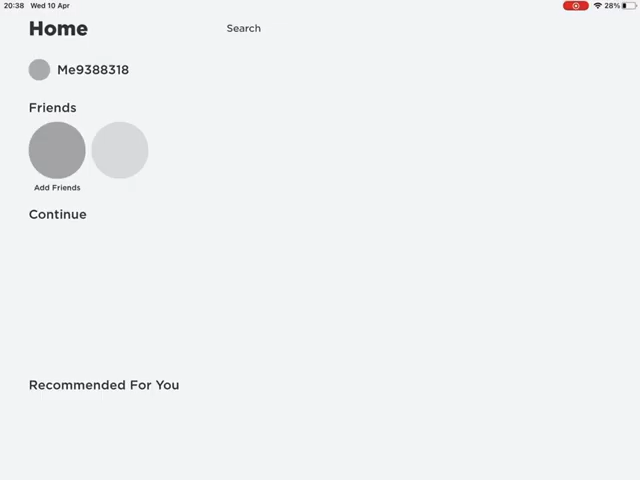 20:38 Wed 10 Apr 28%
Home
Search
Me9388318
Friends
Add Friends
Continue
Recommended For You